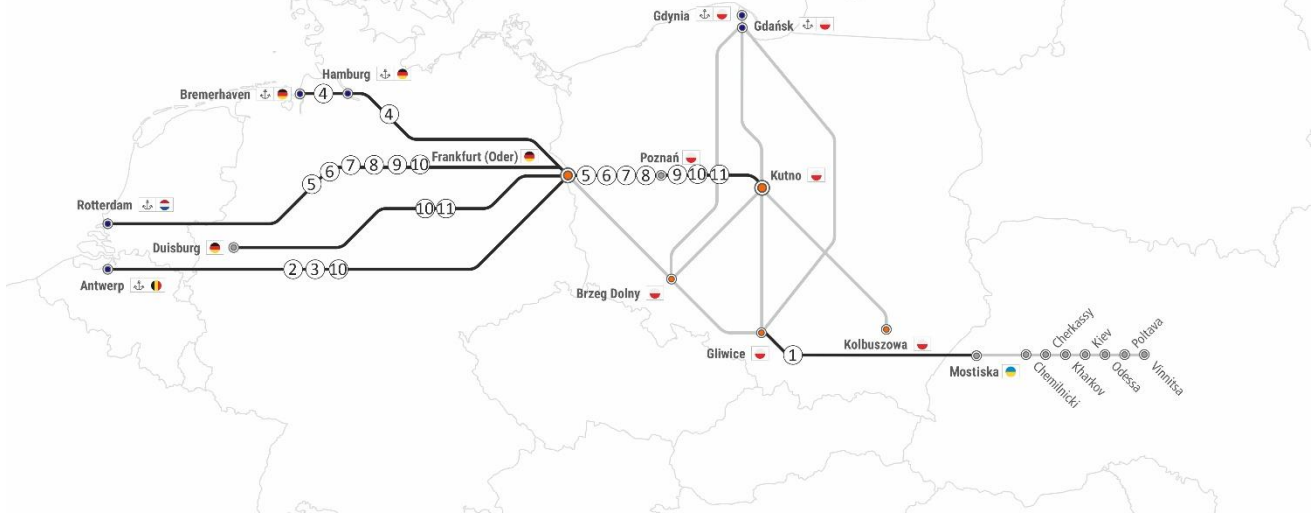 Gdynia
Gdańsk
Hamburg
Bremerhaven
4
4
Frankfurt (Oder)
Poznań
Kutno
5 6 7 8 9 10
5 6 7 8 9 10 11
Rotterdam
10 11
Duisburg
2 3 10
Antwerp
Brzeg Dolny
Gliwice
1
Kolbuszowa
Mostiska
Chemilnicki
Cherkassy
Kharkov
Kiev
Odessa
Poltava
Vinnitsa